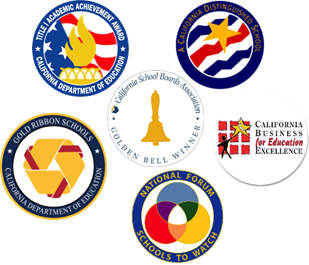 TITLE I ACADEMIC ACHIEVEMENT AWARD
CALIFORNIA DEPARTMENT OF EDUCATION
A CALIFORNIA DISTINGUISHED SCHOOL
California School Boards Association
GOLDEN BELL WINNER
GOLD RIBBON SCHOOLS
CALIFORNIA DEPARTMENT OF EDUCATION
CALIFORNIA
BUSINESS
for Education
EXCELLENCE
NATIONAL FORUM
SCHOOLS TO WATCH